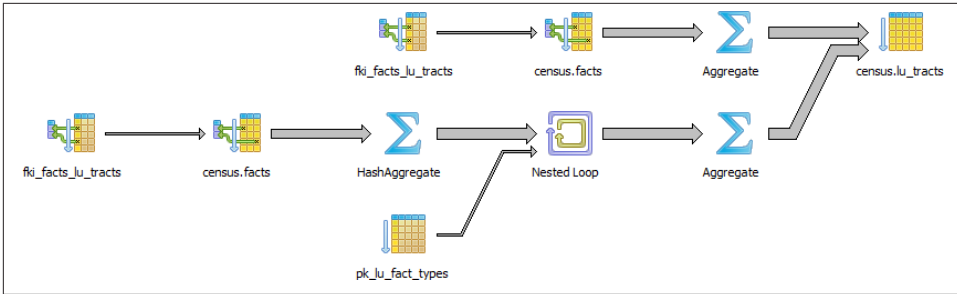 fki_facts_lu_tracts
census.facts
Aggregate
census.lu_tracts
fki_facts_lu_tracts
census.facts
HashAggregate
Nested Loop
Aggregate
pk_lu_fact_types